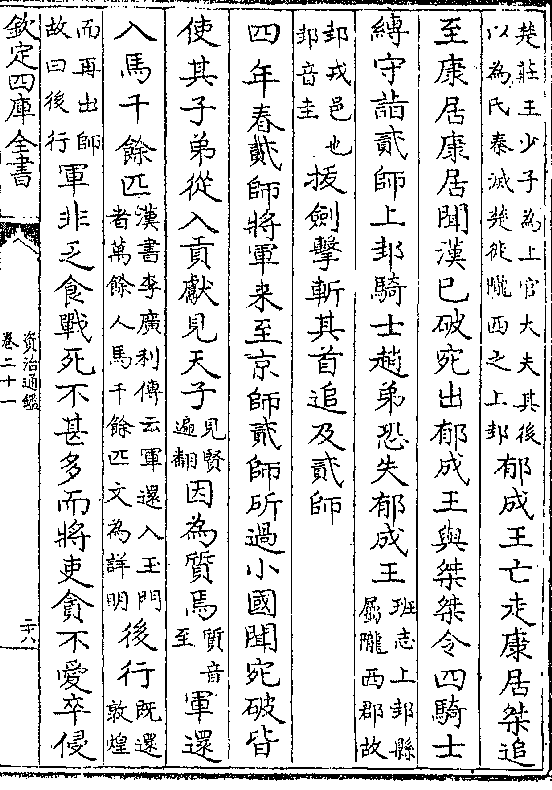 楚莊王少子為上官大夫其後
以為氏秦滅楚徙隴西之上邽
郁成王亡走康居桀追
至康居康居聞漢已破宛出郁成王與桀桀令四騎士
縛守詣貳師上邽騎士趙弟恐失郁成王
班志上邽縣
屬隴西郡故
邽戎邑也
邽音圭
拔劍擊斬其首追及貳師
四年春貳師將軍来至京師貳師所過小國聞宛破皆
使其子弟從入貢獻見天子
見賢
遍翻
因為質焉
質音
至
軍還
入馬千餘匹
漢書李廣利傳云軍還入玉門
者萬餘人馬千餘匹文為詳明
後行
既還
敦煌
而再出師
故曰後行
軍非乏食戰死不甚多而將吏貪不愛卒侵
欽定四庫全書
資治通鑑
卷二十一
二十八